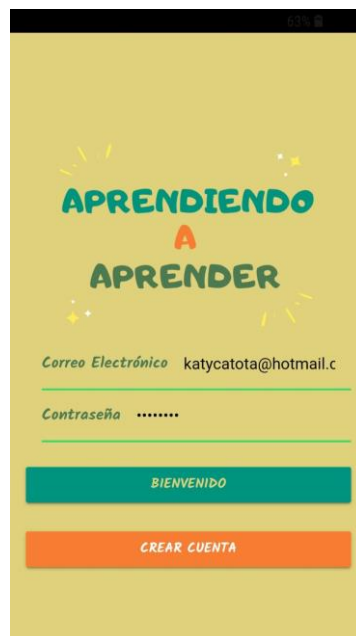 63%
APRENDIENDO
A
APRENDER
Correo Electrónico katycatota@hotmail.c
Contraseña ••••••••
BIENVENIDO
CREAR CUENTA